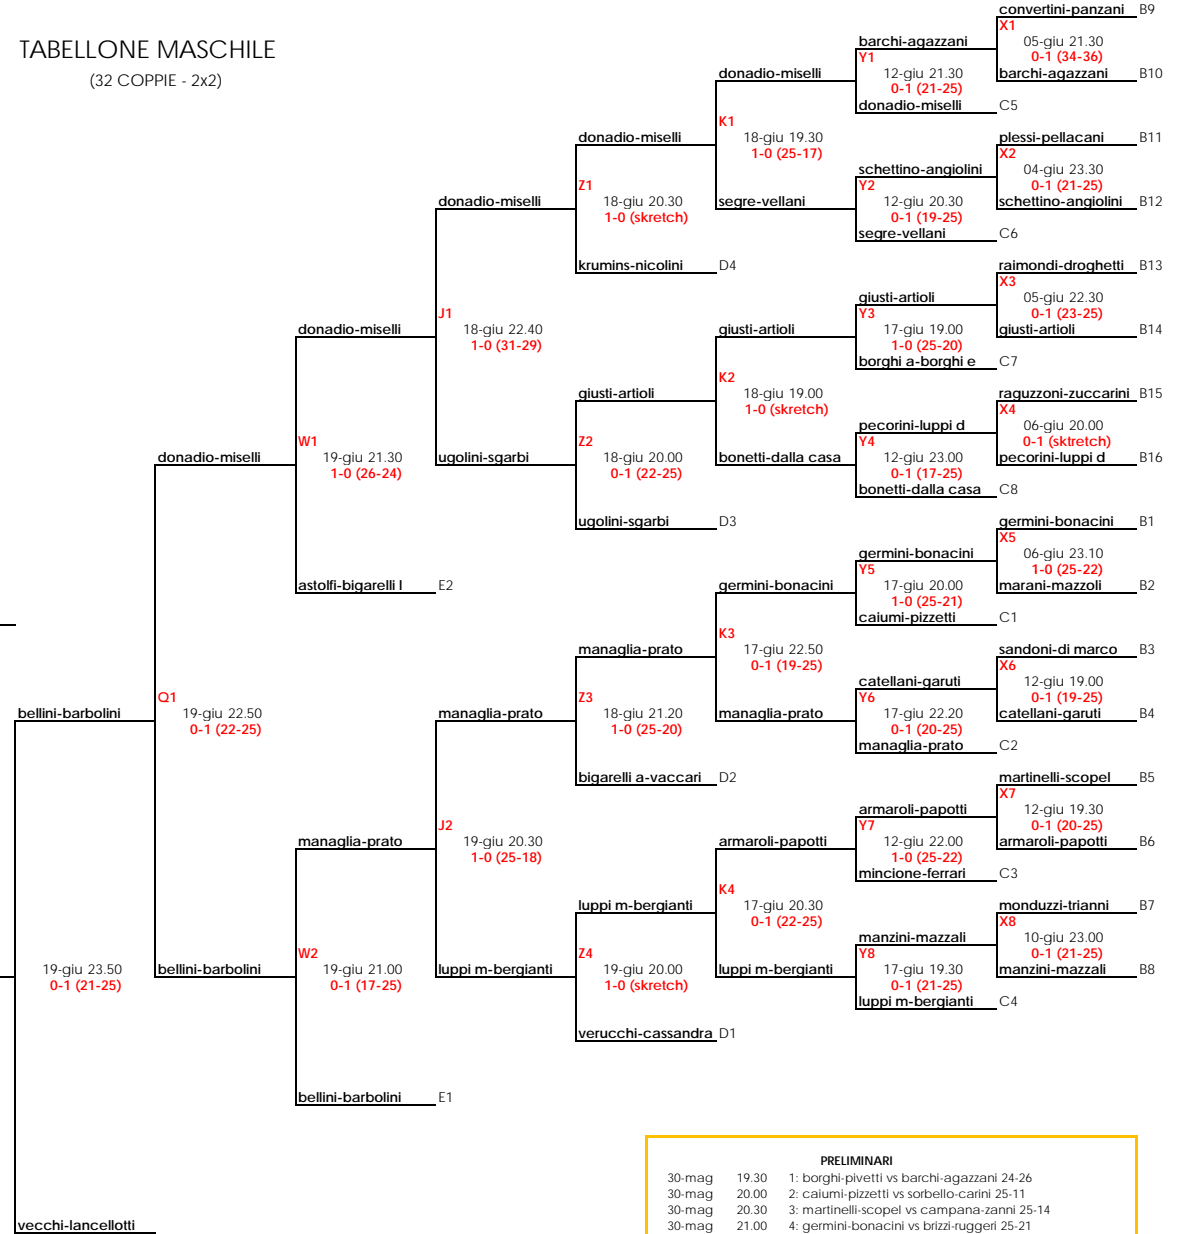 convertini-panzani B9
X1
TABELLONE MASCHILE
barchi-agazzani 05-giu 21.30
Y1 0-1 (34-36)
(32 COPPIE - 2x2)
donadio-miselli 12-giu 21.30 barchi-agazzani B10
0-1 (21-25)
donadio-miselli C5
K1
donadio-miselli 18-giu 19.30 plessi-pellacani B11
1-0 (25-17) X2
schettino-angiolini 04-giu 23.30
Z1 Y2 0-1 (21-25)
donadio-miselli 18-giu 20.30 segre-vellani 12-giu 20.30 schettino-angiolini B12
1-0 (skretch) 0-1 (19-25)
segre-vellani C6
krumins-nicolini D4 raimondi-droghetti B13
X3
giusti-artioli 05-giu 22.30
J1 Y3 0-1 (23-25)
donadio-miselli 18-giu 22.40 giusti-artioli 17-giu 19.00 giusti-artioli B14
1-0 (31-29) 1-0 (25-20)
borghi a-borghi e C7
K2
giusti-artioli 18-giu 19.00 raguzzoni-zuccarini B15
1-0 (skretch) X4
pecorini-luppi d 06-giu 20.00
W1 Z2 Y4 0-1 (sktretch)
donadio-miselli 19-giu 21.30 ugolini-sgarbi 18-giu 20.00 bonetti-dalla casa 12-giu 23.00 pecorini-luppi d B16
1-0 (26-24) 0-1 (22-25) 0-1 (17-25)
bonetti-dalla casa C8
ugolini-sgarbi D3 germini-bonacini B1
X5
germini-bonacini 06-giu 23.10
Y5 1-0 (25-22)
astolfi-bigarelli l E2 germini-bonacini 17-giu 20.00 marani-mazzoli B2
1-0 (25-21)
caiumi-pizzetti C1
K3
managlia-prato 17-giu 22.50 sandoni-di marco B3
0-1 (19-25) X6
catellani-garuti 12-giu 19.00
Q1 Z3 Y6 0-1 (19-25)
bellini-barbolini 19-giu 22.50 managlia-prato 18-giu 21.20 managlia-prato 17-giu 22.20 catellani-garuti B4
0-1 (22-25) 1-0 (25-20) 0-1 (20-25)
managlia-prato C2
bigarelli a-vaccari D2 martinelli-scopel B5
X7
armaroli-papotti 12-giu 19.30
J2 Y7 0-1 (20-25)
managlia-prato 19-giu 20.30 armaroli-papotti 12-giu 22.00 armaroli-papotti B6
1-0 (25-18) 1-0 (25-22)
mincione-ferrari C3
K4
luppi m-bergianti 17-giu 20.30 monduzzi-trianni B7
0-1 (22-25) X8
manzini-mazzali 10-giu 23.00
W2 Z4 Y8 0-1 (21-25)
19-giu 23.50 bellini-barbolini 19-giu 21.00 luppi m-bergianti 19-giu 20.00 luppi m-bergianti 17-giu 19.30 manzini-mazzali B8
0-1 (21-25) 0-1 (17-25) 1-0 (skretch) 0-1 (21-25)
luppi m-bergianti C4
verucchi-cassandra D1
bellini-barbolini E1
PRELIMINARI
30-mag 19.30 1: borghi-pivetti vs barchi-agazzani 24-26
30-mag 20.00 2: caiumi-pizzetti vs sorbello-carini 25-11
30-mag 20.30 3: martinelli-scopel vs campana-zanni 25-14
30-mag 21.00 4: germini-bonacini vs brizzi-ruggeri 25-21
vecchi-lancellotti